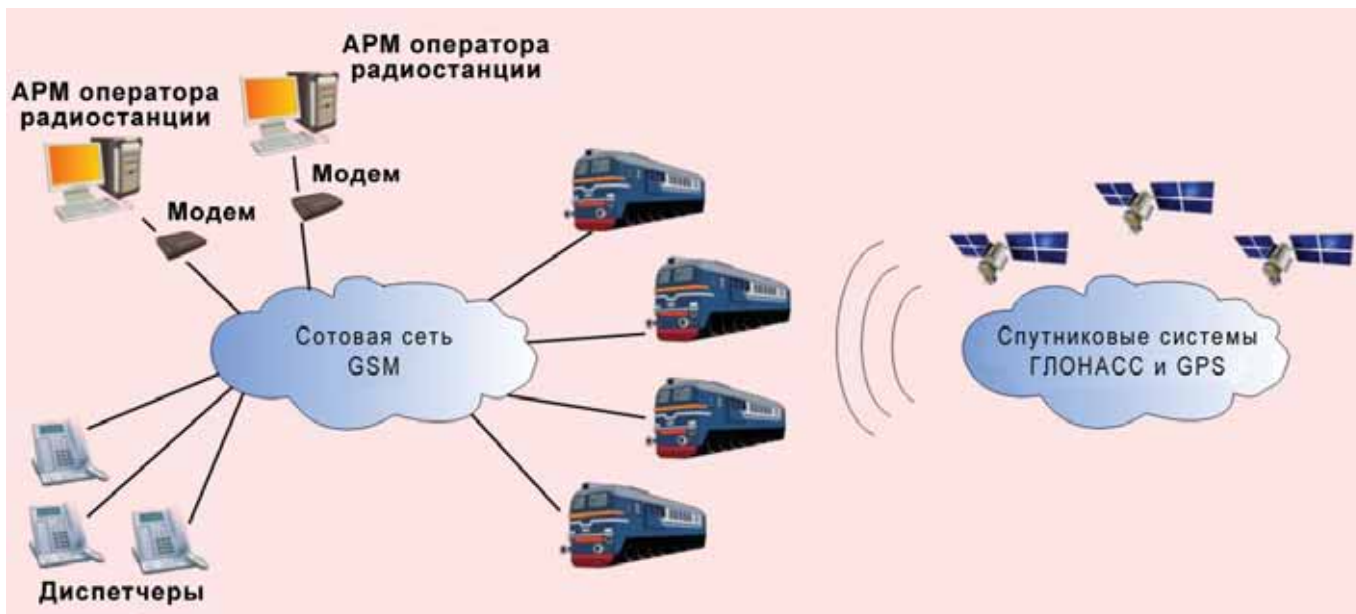 АРМ оператора
радиостанции
АРМ оператора
радиостанции
Модем
Модем
Сотовая сеть
GSM
Спутниковые системы
ГЛОНАСС и GPS
Диспетчеры